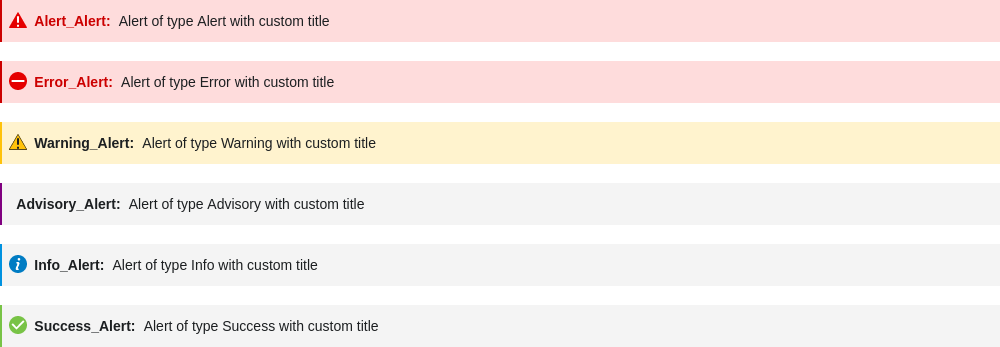 Alert_Alert: Alert of type Alert with custom title
Error_Alert: Alert of type Error with custom title
Warning_Alert: Alert of type Warning with custom title
Advisory_Alert: Alert of type Advisory with custom title
Info_Alert: Alert of type Info with custom title
Success_Alert: Alert of type Success with custom title